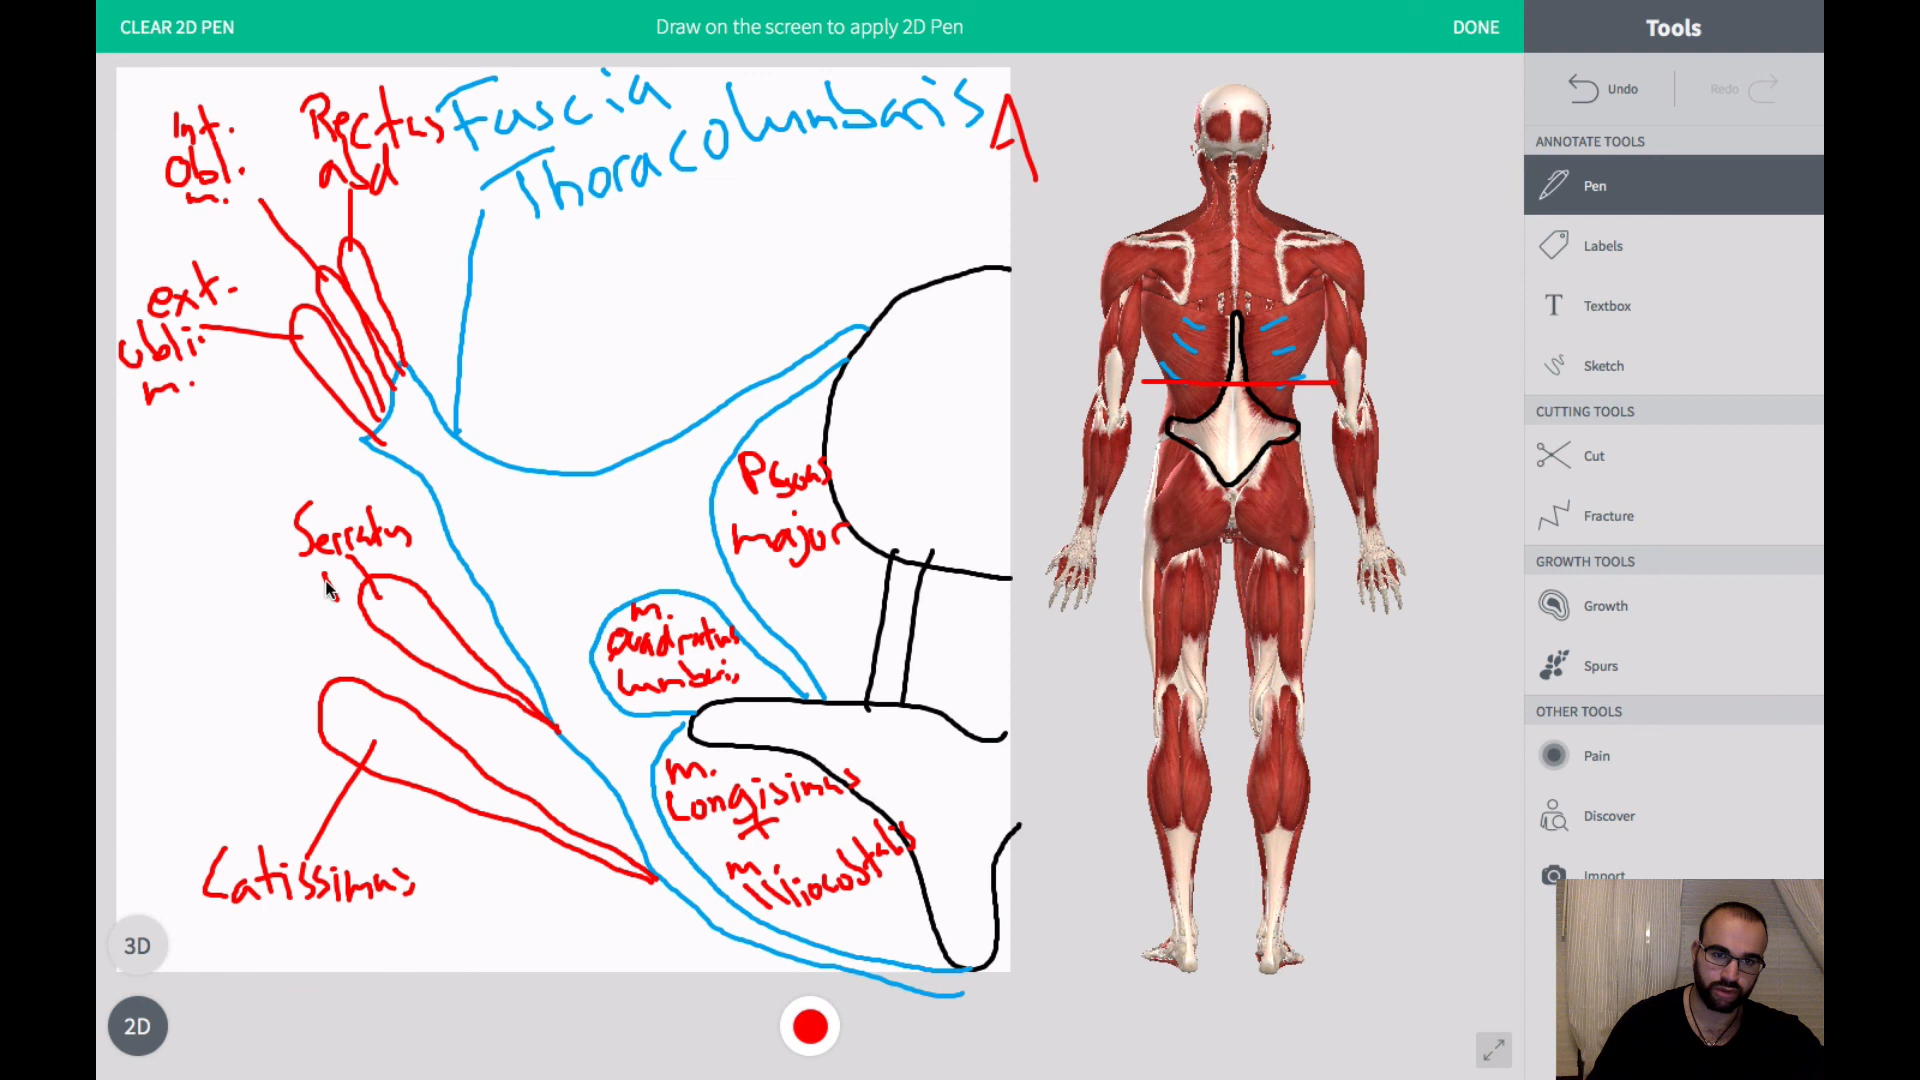 CLEAR 2D PEN
Draw on the screen to apply 2D Pen
DONE
Tools
Int.
Obl.
m.
Rectus
abd
Fascia
Thoracolumbaris
A
ext.
obli.
m.
Psoas
major
Serratus
m.
quadratus
lumbaris
m.
Longisimus
+
m.
Iliiocostalis
Latissimus
3D
2D
Undo
Redo
ANNOTATE TOOLS
Pen
Labels
Textbox
Sketch
CUTTING TOOLS
Cut
Fracture
GROWTH TOOLS
Growth
Spurs
OTHER TOOLS
Pain
Discover
Import